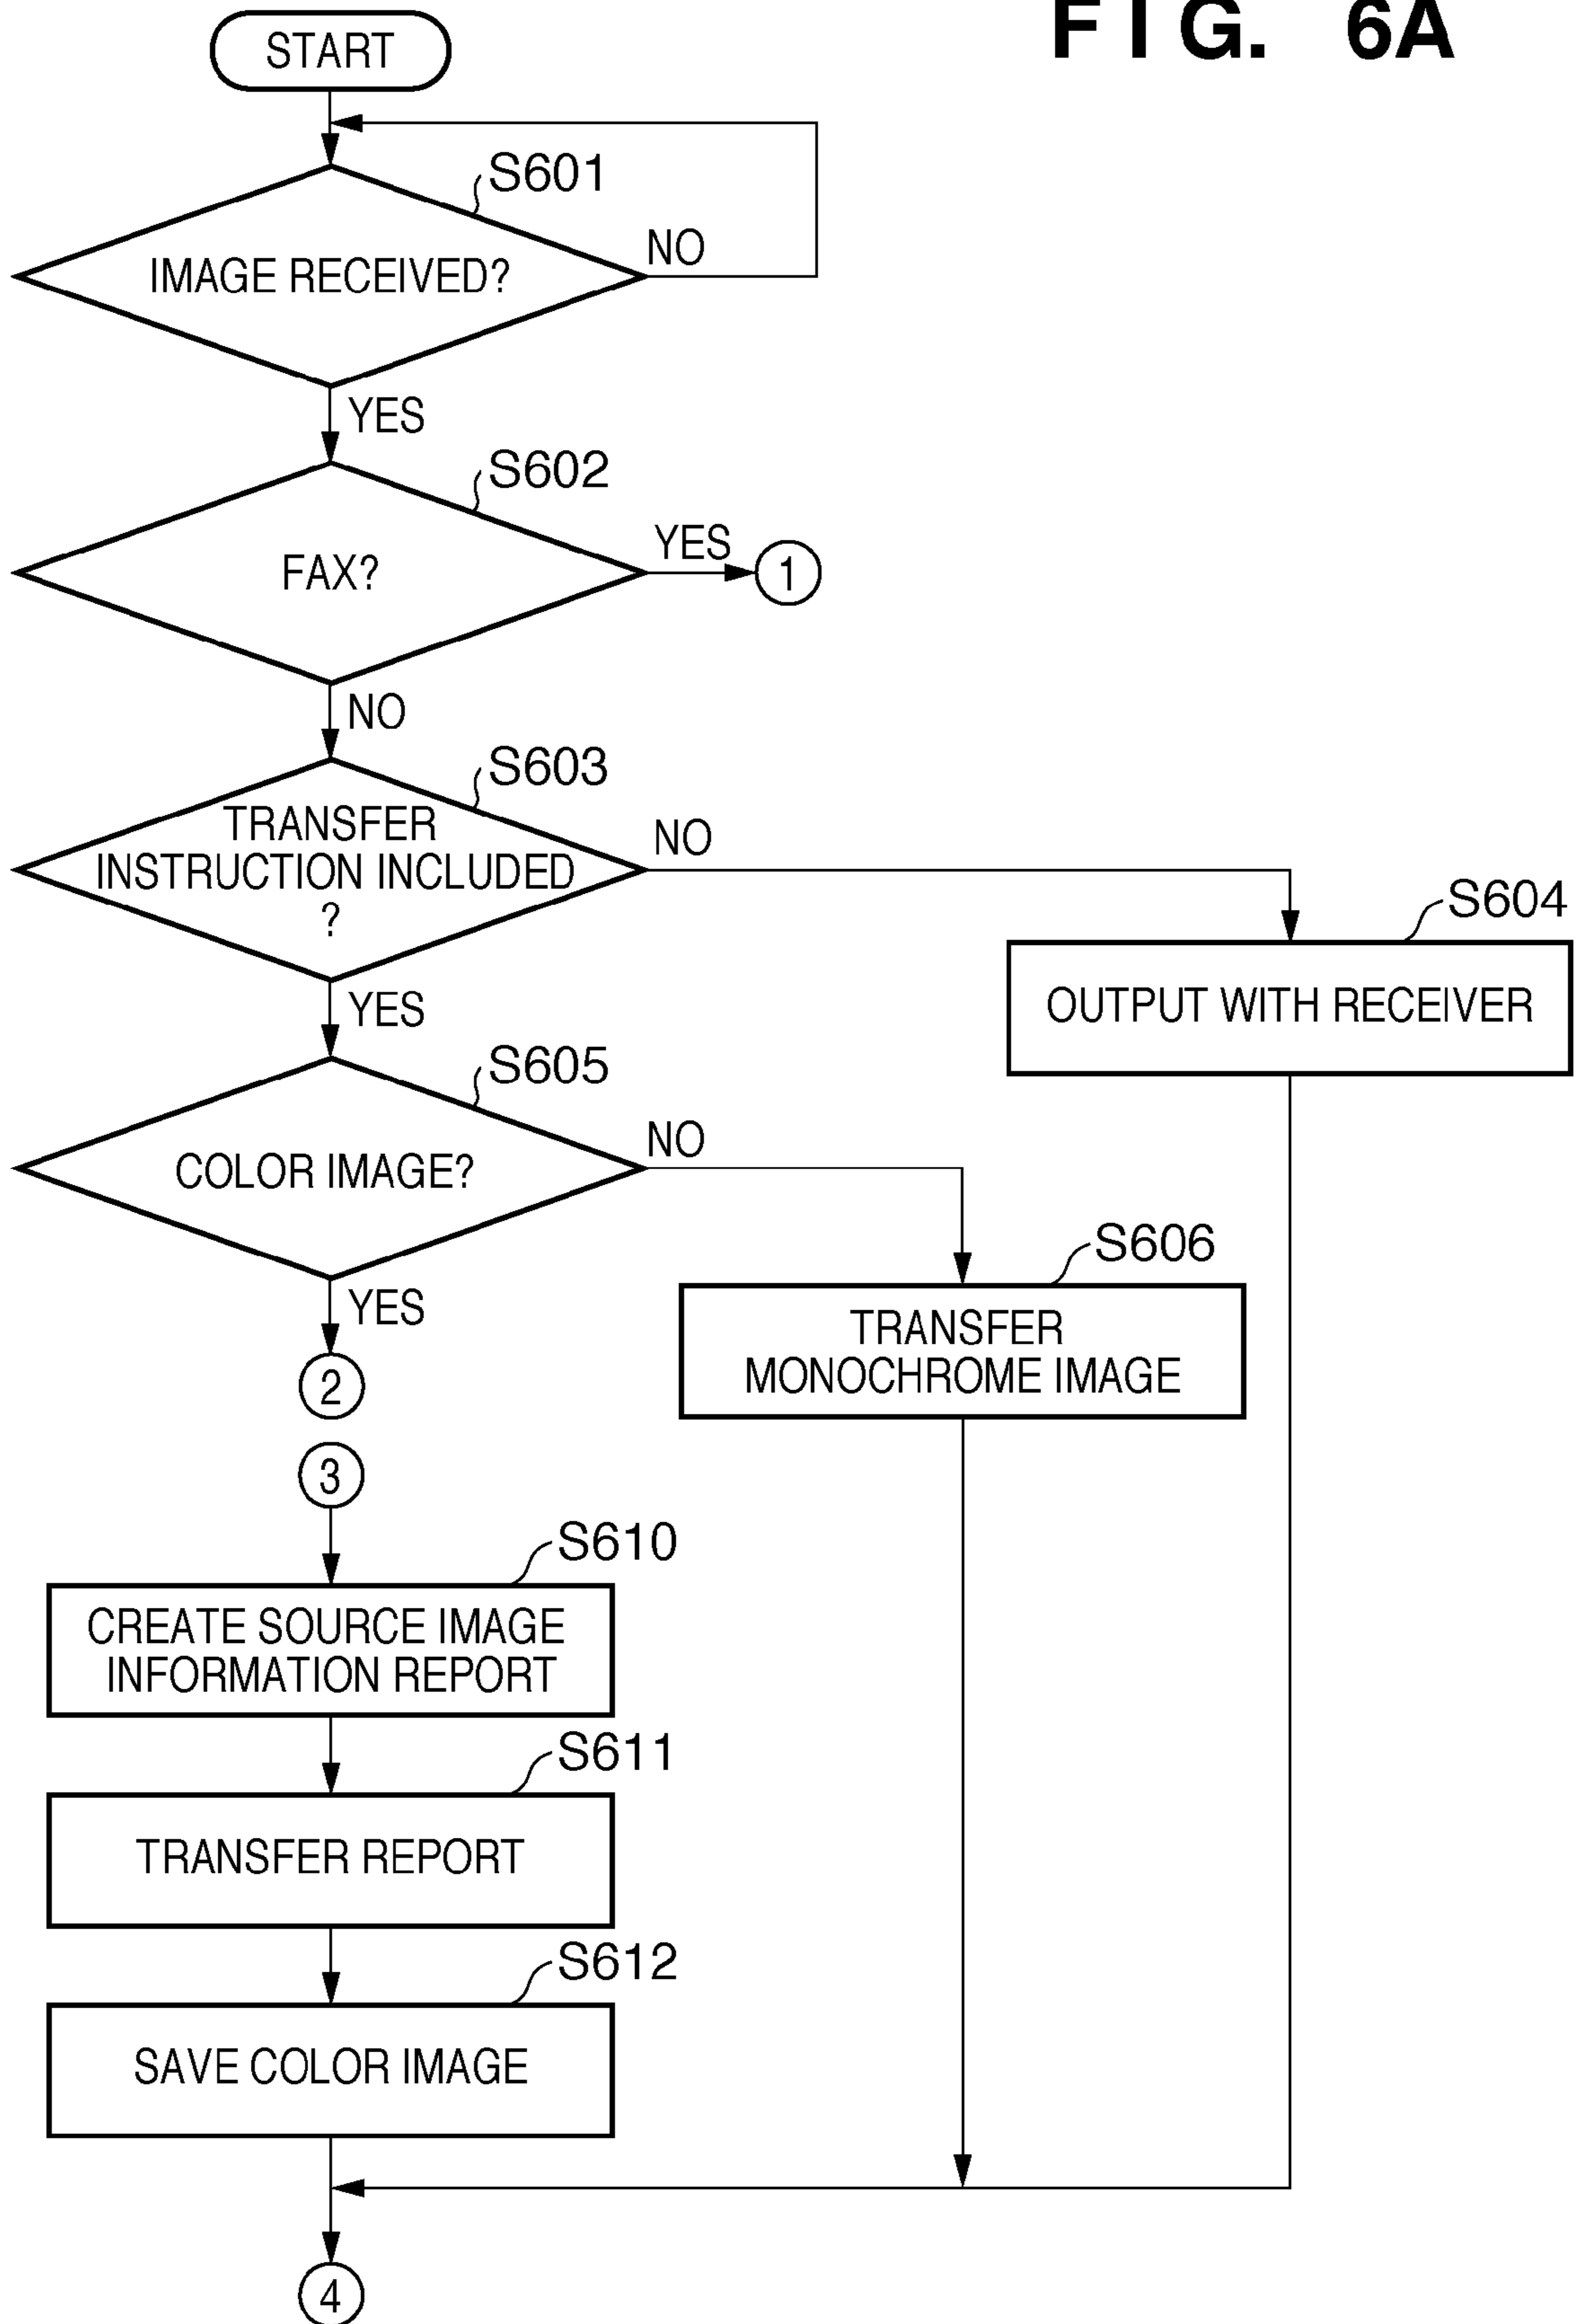 FIG. 6A
START
S601
IMAGE RECEIVED?
NO
YES
S602
FAX?
YES
1
NO
S603
TRANSFER
INSTRUCTION INCLUDED
?
NO
S604
OUTPUT WITH RECEIVER
YES
S605
COLOR IMAGE?
NO
S606
TRANSFER
MONOCHROME IMAGE
YES
2
3
S610
CREATE SOURCE IMAGE
INFORMATION REPORT
S611
TRANSFER REPORT
S612
SAVE COLOR IMAGE
4